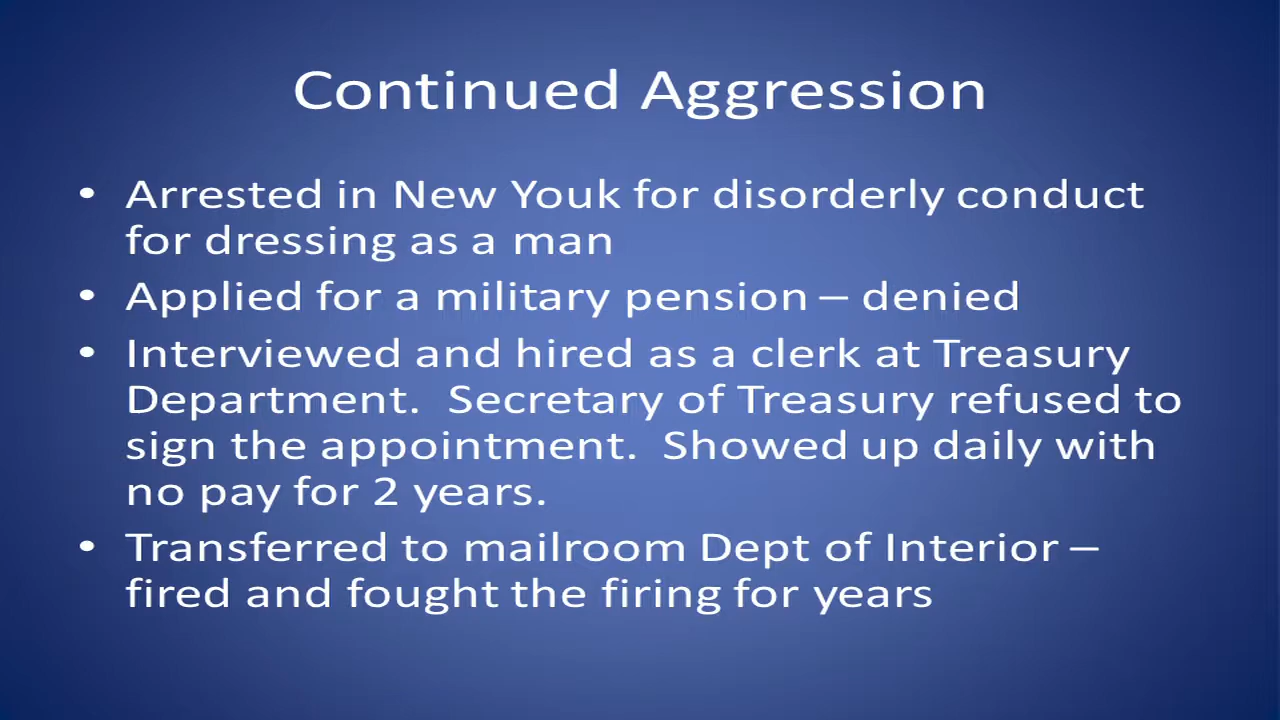 Continued Aggression
• Arrested in New Youk for disorderly conduct
for dressing as a man
• Applied for a military pension – denied
• Interviewed and hired as a clerk at Treasury
Department.  Secretary of Treasury refused to
sign the appointment.  Showed up daily with
no pay for 2 years.
• Transferred to mailroom Dept of Interior –
fired and fought the firing for years